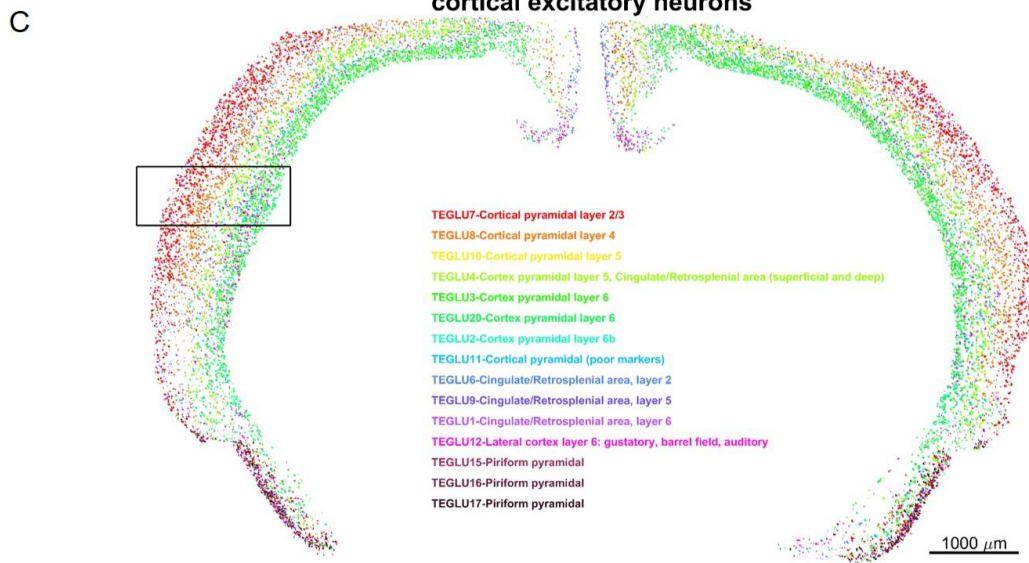 cortical excitatory neurons
C
TEGLU7-Cortical pyramidal layer 2/3
TEGLU8-Cortical pyramidal layer 4
TEGLU10-Cortical pyramidal layer 5
TEGLU4-Cortex pyramidal layer 5, Cingulate/Retrosplenial area (superficial and deep)
TEGLU3-Cortex pyramidal layer 6
TEGLU20-Cortex pyramidal layer 6
TEGLU2-Cortex pyramidal layer 6b
TEGLU11-Cortical pyramidal (poor markers)
TEGLU6-Cingulate/Retrosplenial area, layer 2
TEGLU9-Cingulate/Retrosplenial area, layer 5
TEGLU1-Cingulate/Retrosplenial area, layer 6
TEGLU12-Lateral cortex layer 6: gustatory, barrel field, auditory
TEGLU15-Piriform pyramidal
TEGLU16-Piriform pyramidal
TEGLU17-Piriform pyramidal
1000 μm